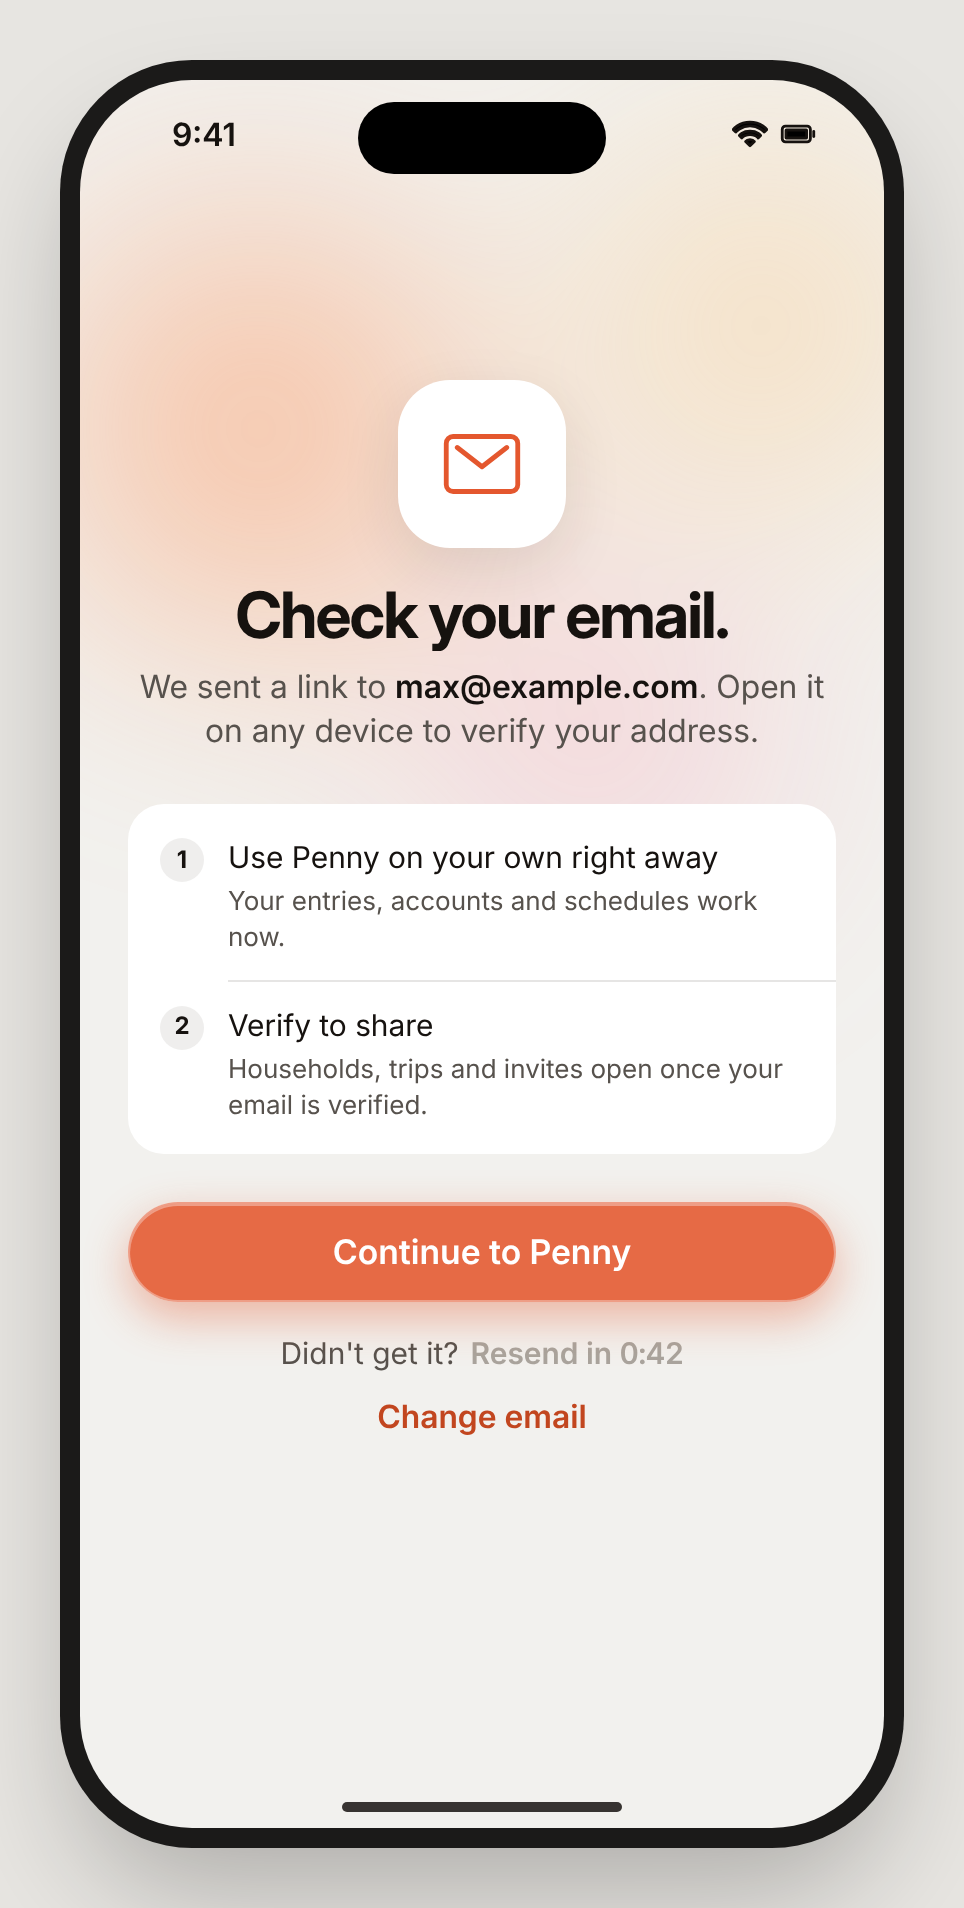 9:41
Check your email.
We sent a link to max@example.com. Open it
on any device to verify your address.
1
Use Penny on your own right away
Your entries, accounts and schedules work
now.
2
Verify to share
Households, trips and invites open once your
email is verified.
Continue to Penny
Didn't get it? Resend in 0:42
Change email